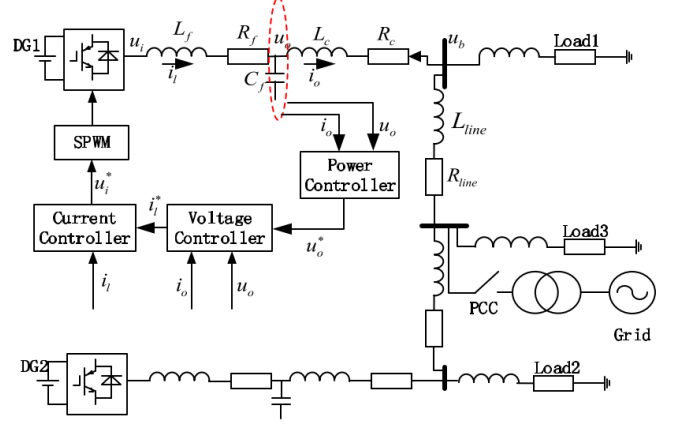 DG1
u_i
L_f
R_f
u_o
L_c
R_c
u_b
Load1
i_l
C_f
i_o
i_o
u_o
L_line
SPWM
Power
Controller
R_line
u_i^*
i_l^*
Current
Controller
Voltage
Controller
u_o^*
Load3
i_l
i_o
u_o
PCC
Grid
DG2
Load2